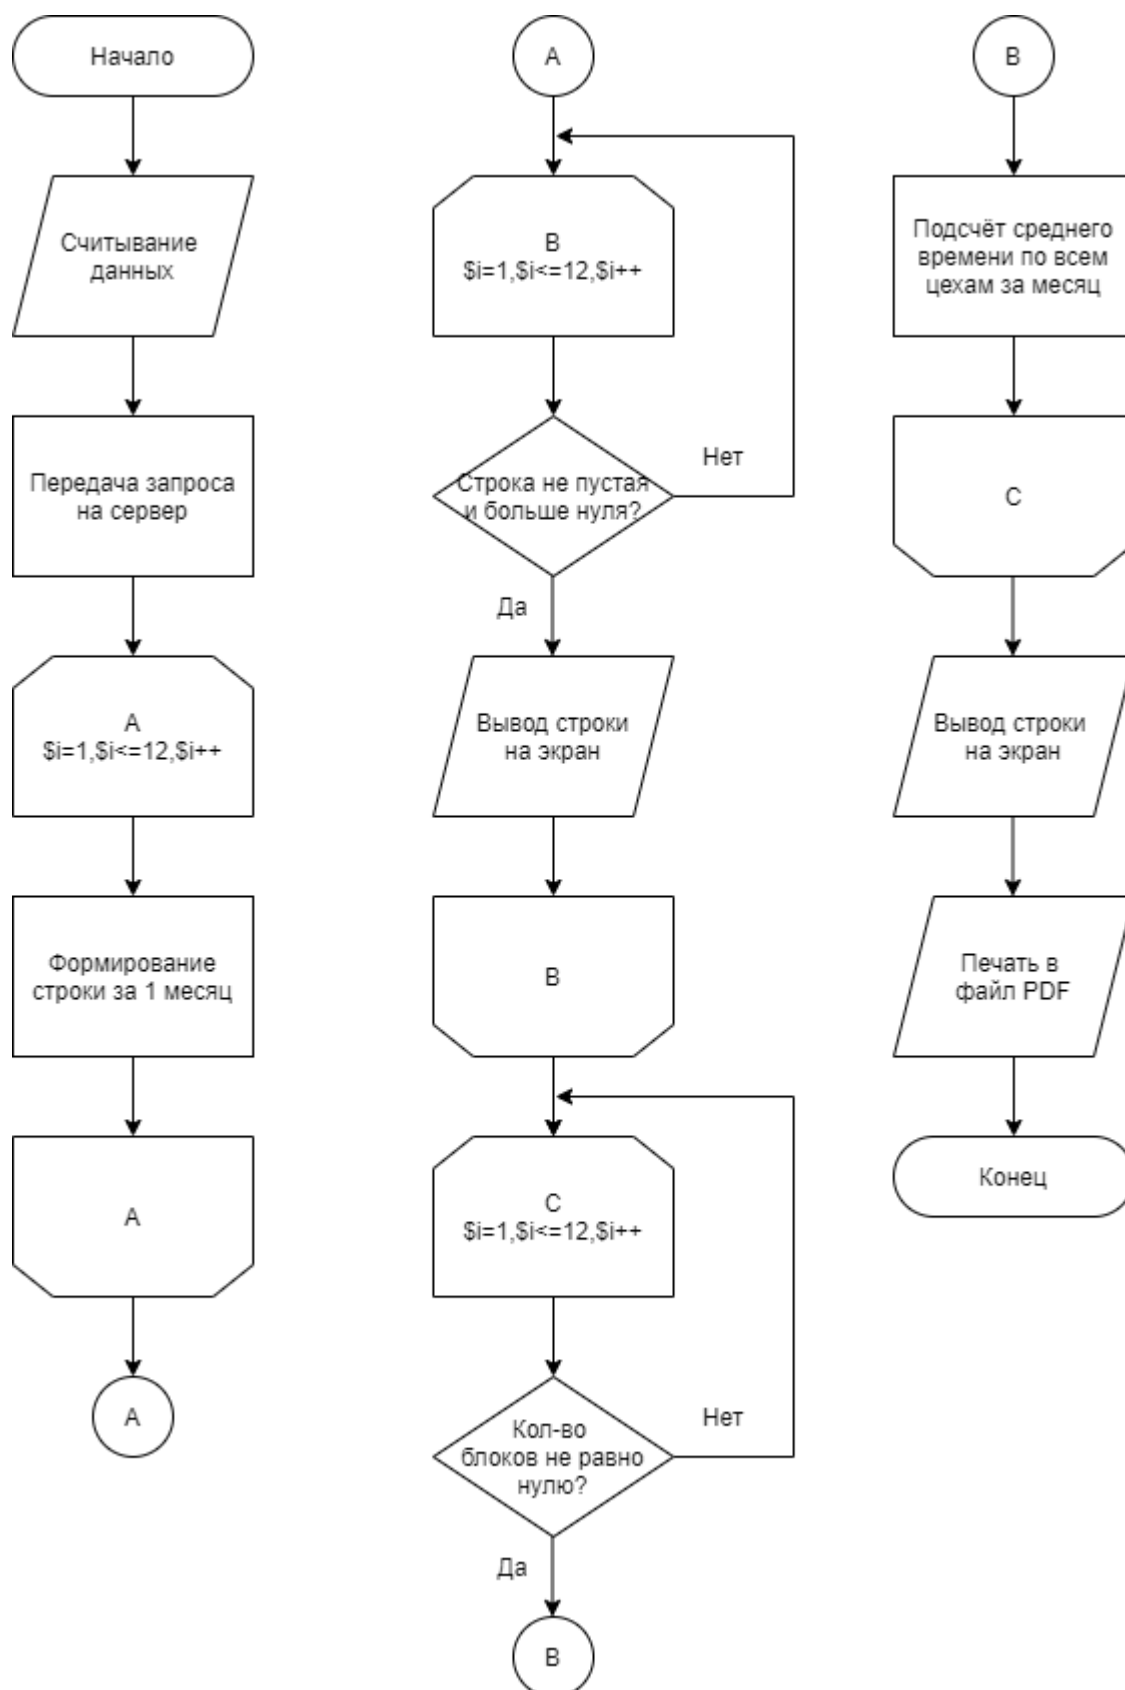 Начало
Считывание
данных
Передача запроса
на сервер
A
$i=1,$i<=12,$i++
Формирование
строки за 1 месяц
A
A
A
B
$i=1,$i<=12,$i++
Строка не пустая
и больше нуля?
Нет
Да
Вывод строки
на экран
B
C
$i=1,$i<=12,$i++
Кол-во
блоков не равно
нулю?
Нет
Да
B
B
Подсчёт среднего
времени по всем
цехам за месяц
C
Вывод строки
на экран
Печать в
файл PDF
Конец